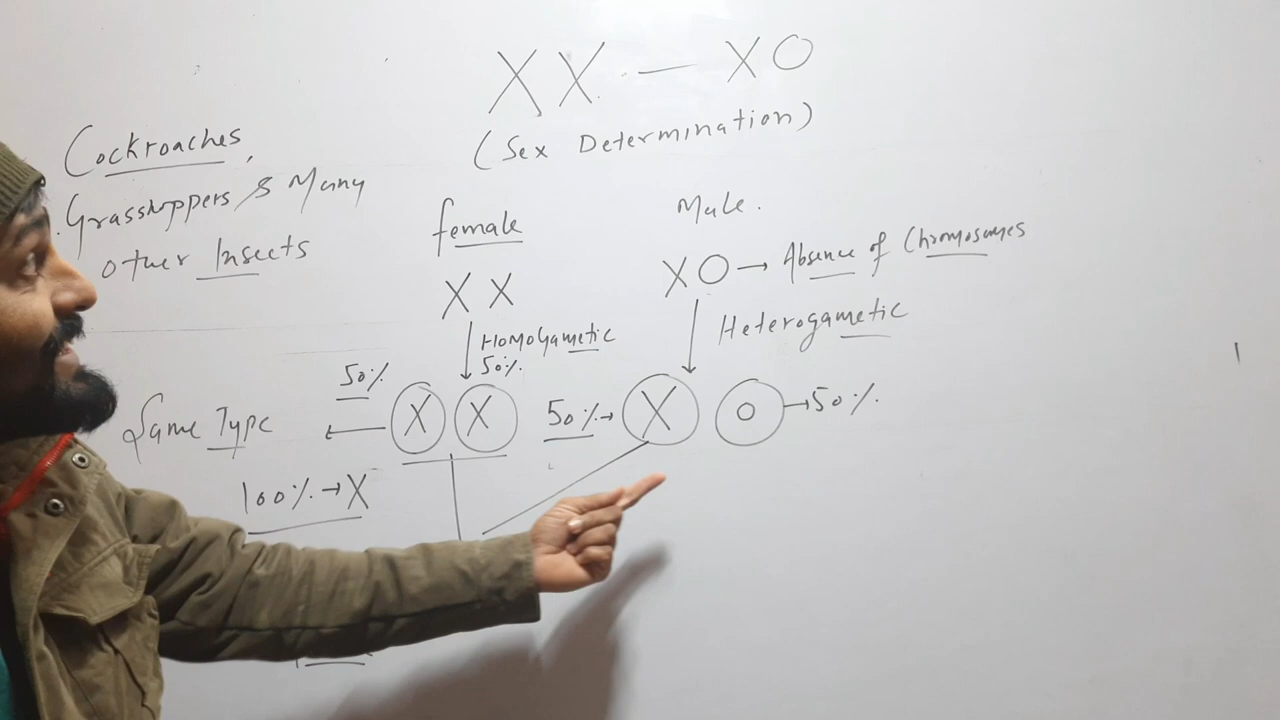 XX — XO
(Sex Determination)
Cockroaches,
Grasshoppers & Many
other Insects
female
Male.
XX
XO → Absence of Chromosomes
Homogametic
Heterogametic
50%
50%
Same Type ← X X
50% → X O → 50%.
100% → X